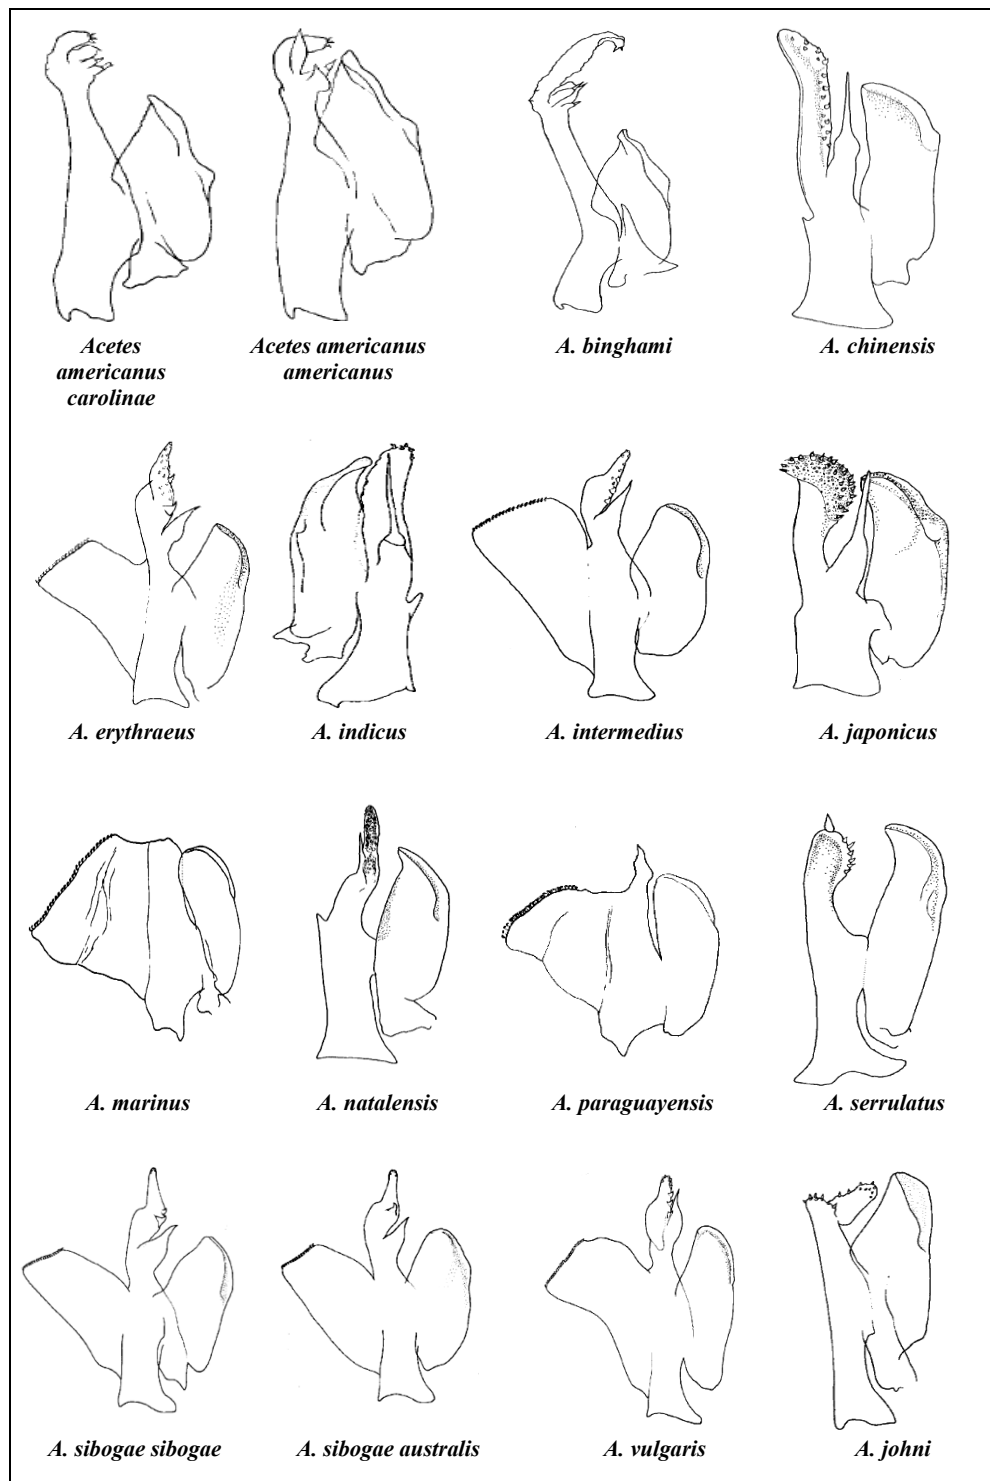 Acetes
americanus
carolinae
Acetes americanus
americanus
A. binghami
A. chinensis
A. erythraeus
A. indicus
A. intermedius
A. japonicus
A. marinus
A. natalensis
A. paraguayensis
A. serrulatus
A. sibogae sibogae
A. sibogae australis
A. vulgaris
A. johni